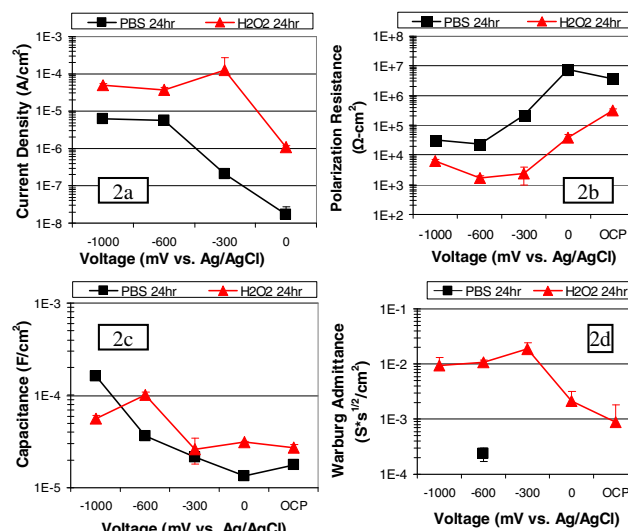 PBS 24hr H2O2 24hr
Current Density (A/cm²)
1E-3
1E-4
1E-5
1E-6
1E-7
1E-8
2a
-1000 -600 -300 0
Voltage (mV vs. Ag/AgCl)
PBS 24hr H2O2 24hr
Polarization Resistance
(Ω-cm²)
1E+8
1E+7
1E+6
1E+5
1E+4
1E+3
1E+2
2b
-1000 -600 -300 0 OCP
Voltage (mV vs. Ag/AgCl)
PBS 24hr H2O2 24hr
Capacitance (F/cm²)
1E-3
1E-4
1E-5
2c
-1000 -600 -300 0 OCP
Voltage (mV vs. Ag/AgCl)
PBS 24hr H2O2 24hr
Warburg Admittance
(S*s^1/2/cm²)
1E-1
1E-2
1E-3
1E-4
2d
-1000 -600 -300 0 OCP
Voltage (mV vs. Ag/AgCl)